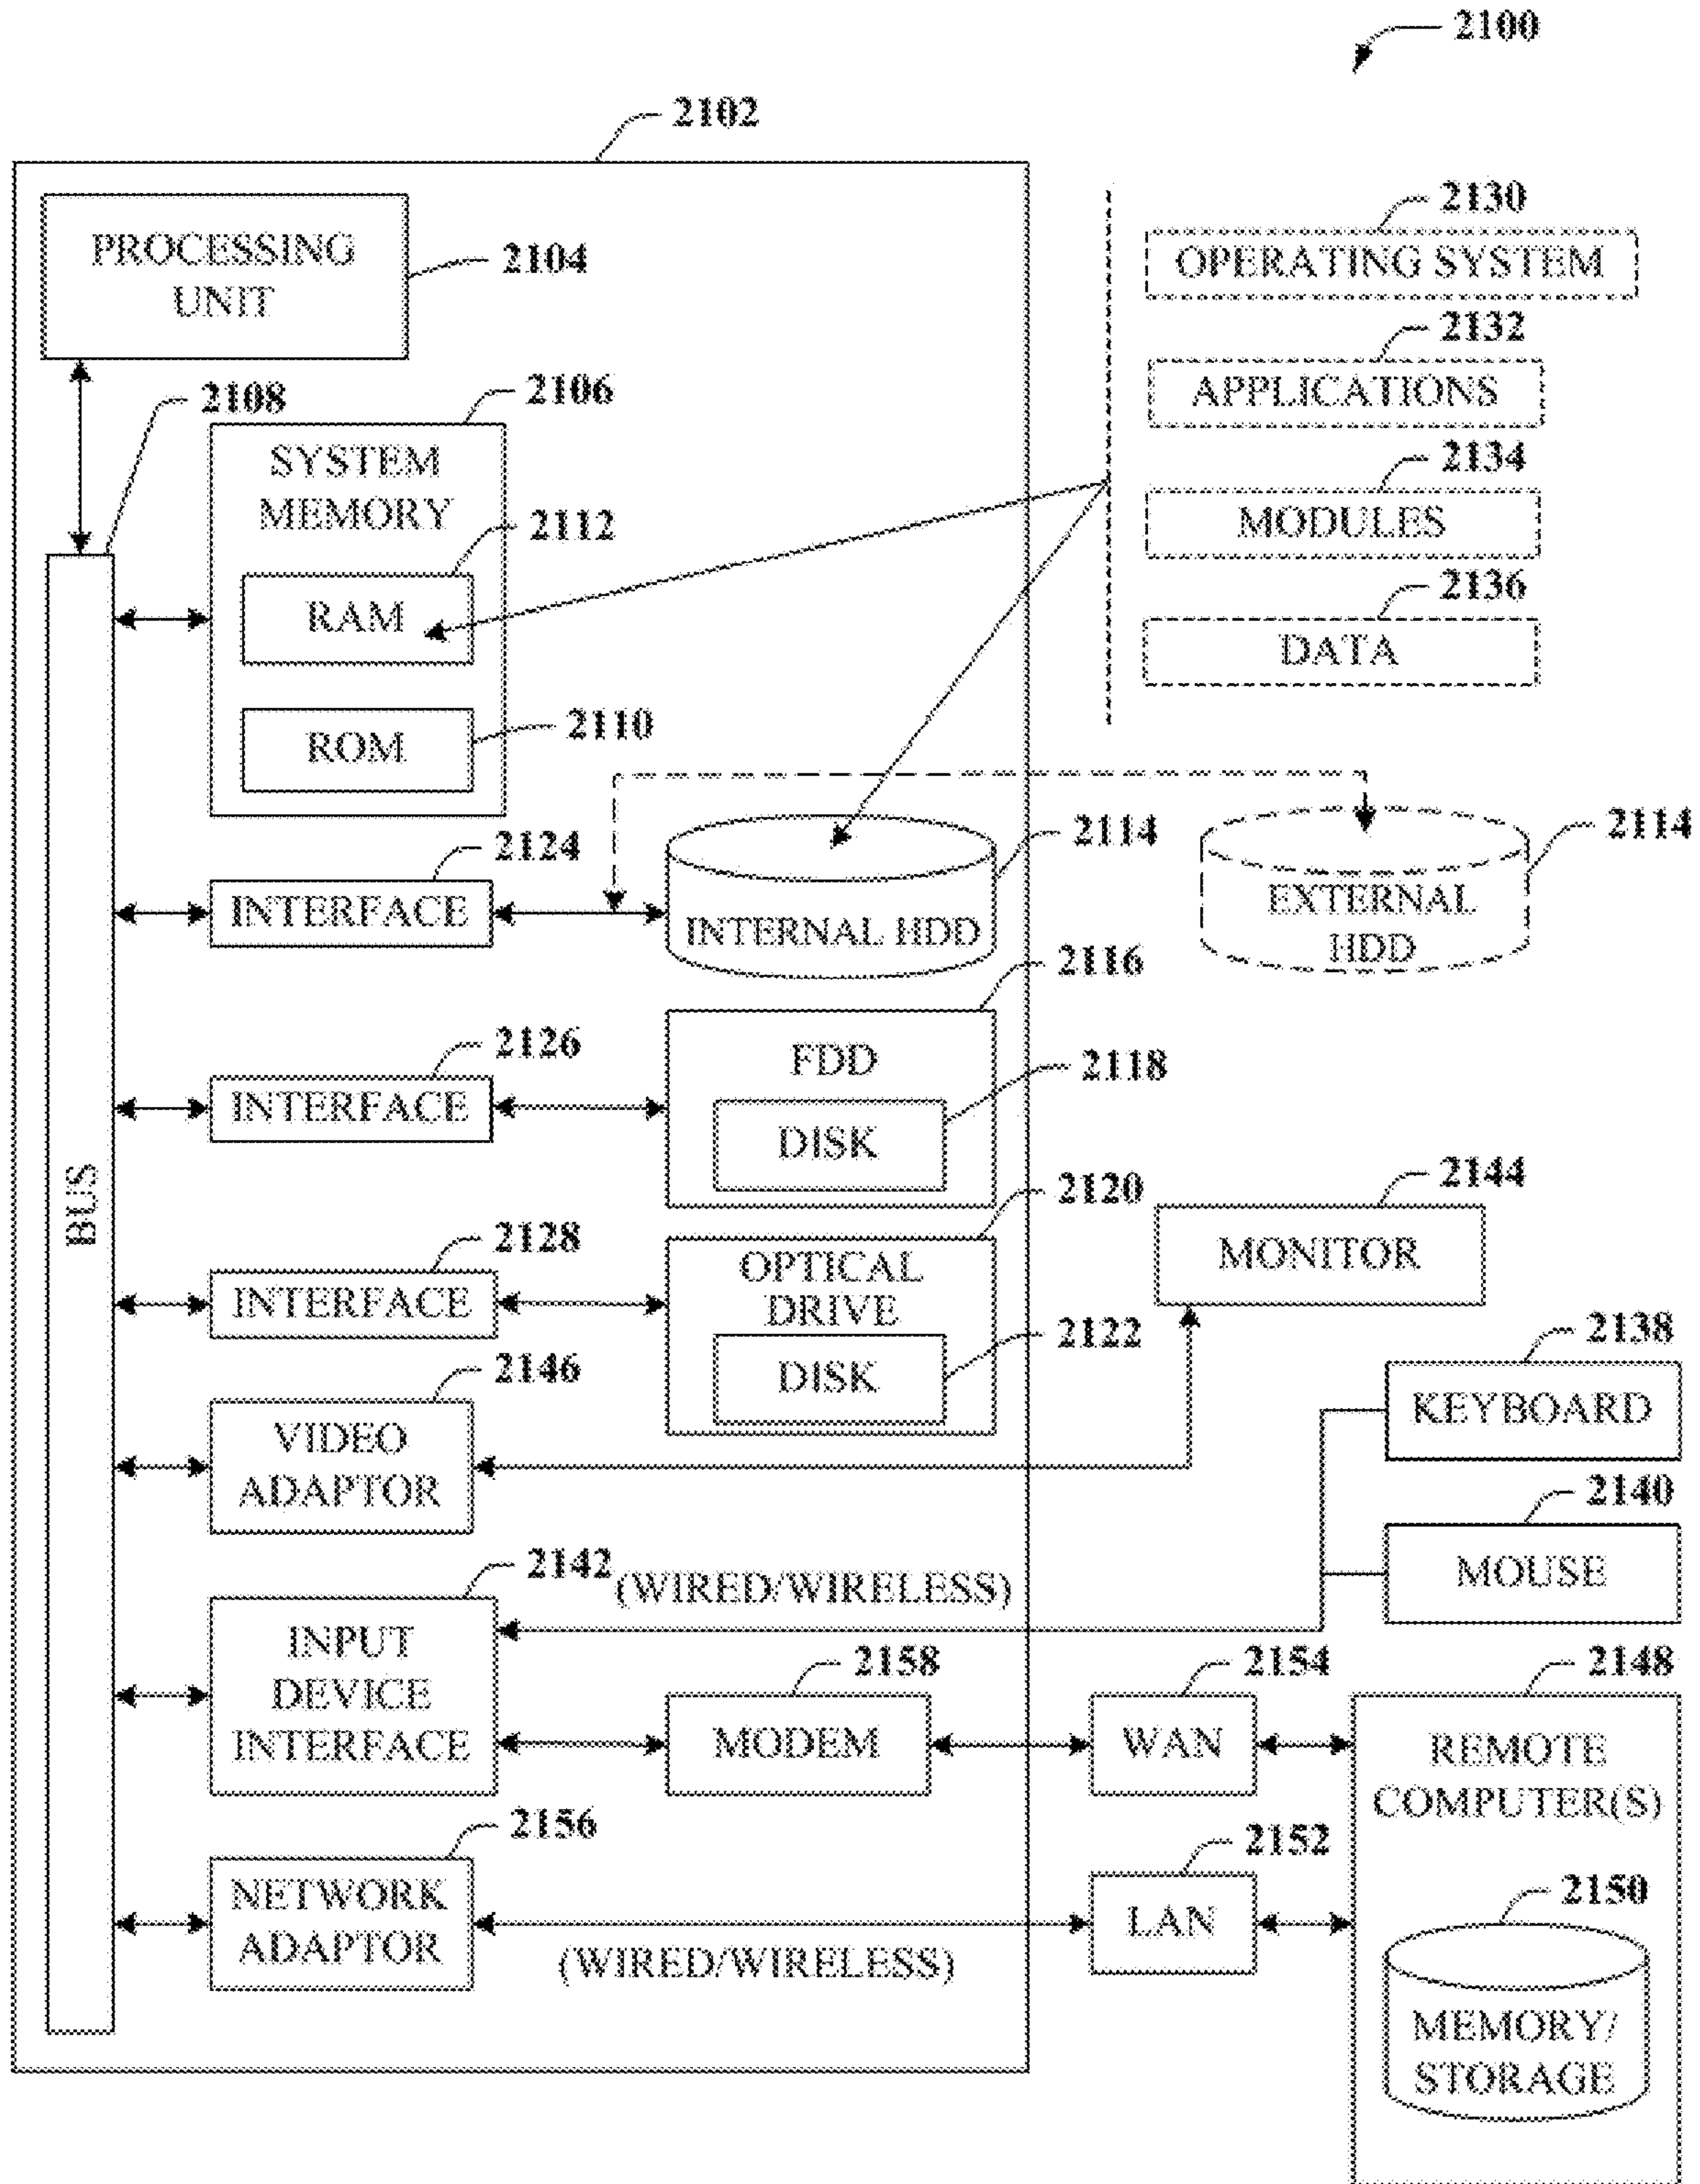 2100
2102
PROCESSING
UNIT
2104
2130
OPERATING SYSTEM
2132
APPLICATIONS
2134
MODULES
2136
DATA
2108
2106
SYSTEM
MEMORY
2112
RAM
2110
ROM
BUS
2124
INTERFACE
2114
INTERNAL HDD
2114
EXTERNAL
HDD
2126
INTERFACE
2116
FDD
2118
DISK
2128
INTERFACE
2120
OPTICAL
DRIVE
2122
DISK
2144
MONITOR
2146
VIDEO
ADAPTOR
2138
KEYBOARD
2140
MOUSE
2142
(WIRED/WIRELESS)
INPUT
DEVICE
INTERFACE
2158
MODEM
2154
WAN
2148
REMOTE
COMPUTER(S)
2156
NETWORK
ADAPTOR
(WIRED/WIRELESS)
2152
LAN
2150
MEMORY/
STORAGE